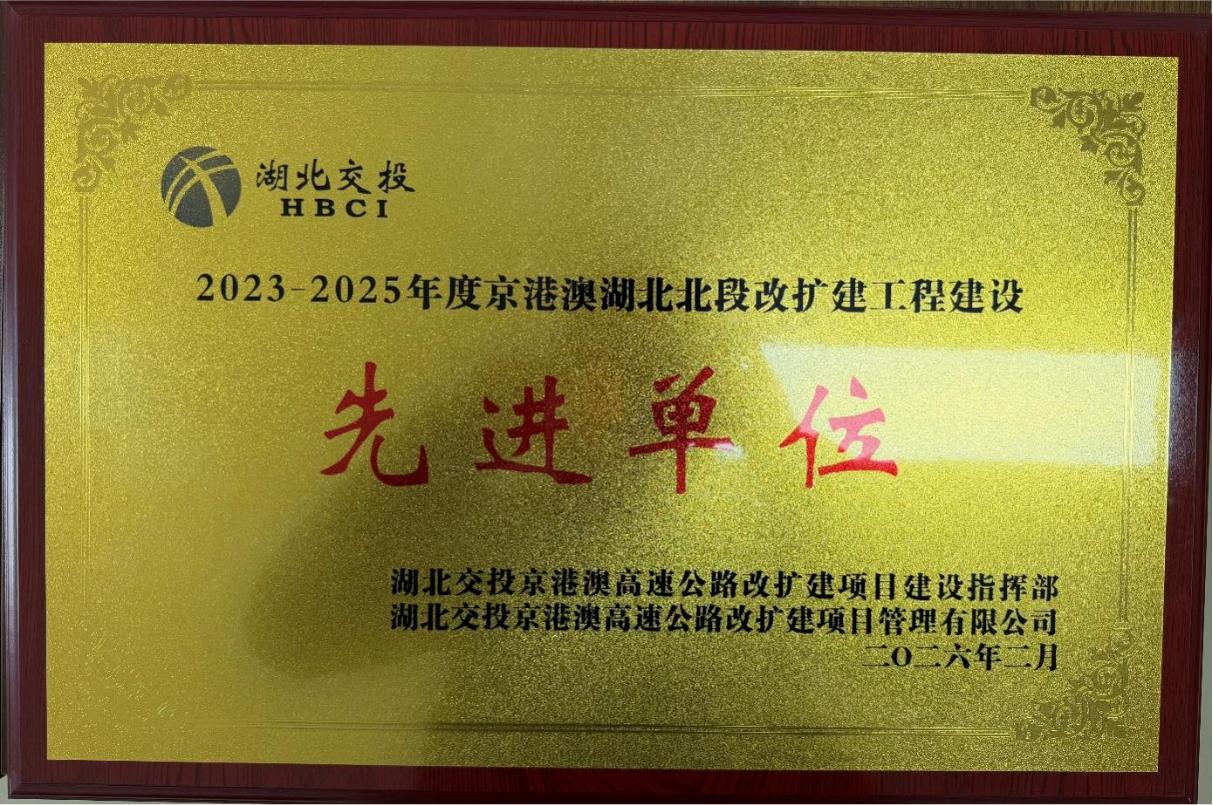 湖北交投
HBCI
2023-2025年度京港澳湖北北段改扩建工程建设
先进单位
湖北交投京港澳高速公路改扩建项目建设指挥部
湖北交投京港澳高速公路改扩建项目管理有限公司
二〇二六年二月